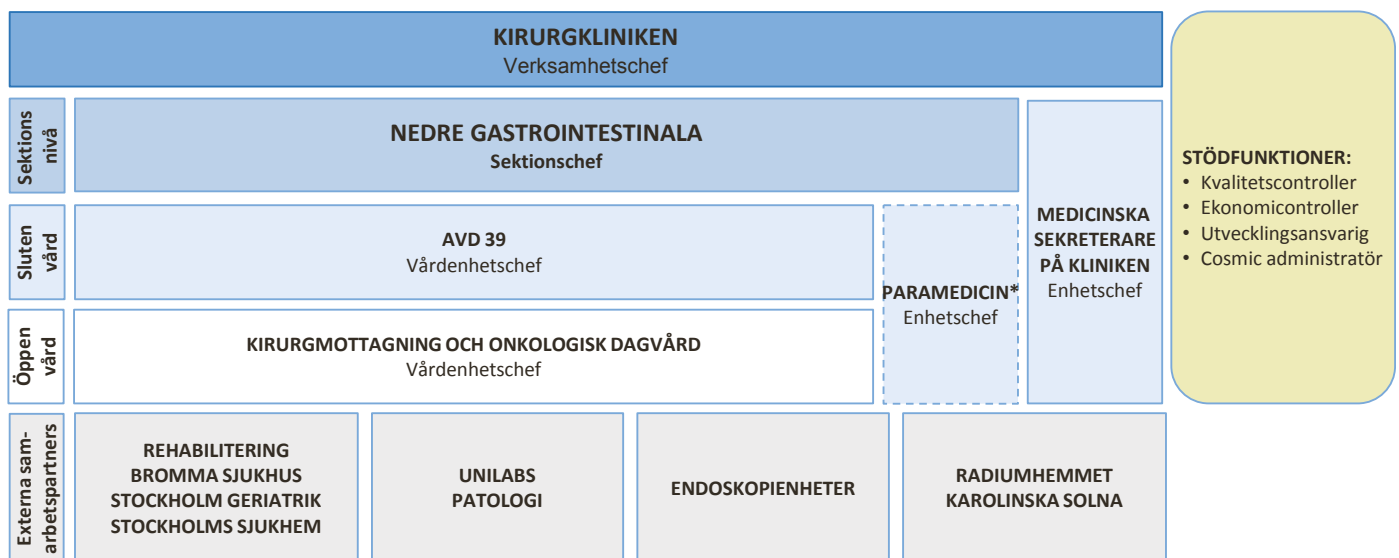 KIRURGKLINIKEN
Verksamhetschef
Sektions
nivå
NEDRE GASTROINTESTINALA
Sektionschef
Sluten
vård
AVD 39
Vårdenhetschef
PARAMEDICIN*
Enhetschef
MEDICINSKA
SEKRETERARE
PÅ KLINIKEN
Enhetschef
STÖDFUNKTIONER:
• Kvalitetscontroller
• Ekonomicontroller
• Utvecklingsansvarig
• Cosmic administratör
Öppen
vård
KIRURGMOTTAGNING OCH ONKOLOGISK DAGVÅRD
Vårdenhetschef
Externa sam-
arbetspartners
REHABILITERING
BROMMA SJUKHUS
STOCKHOLM GERIATRIK
STOCKHOLMS SJUKHEM
UNILABS
PATOLOGI
ENDOSKOPIENHETER
RADIUMHEMMET
KAROLINSKA SOLNA